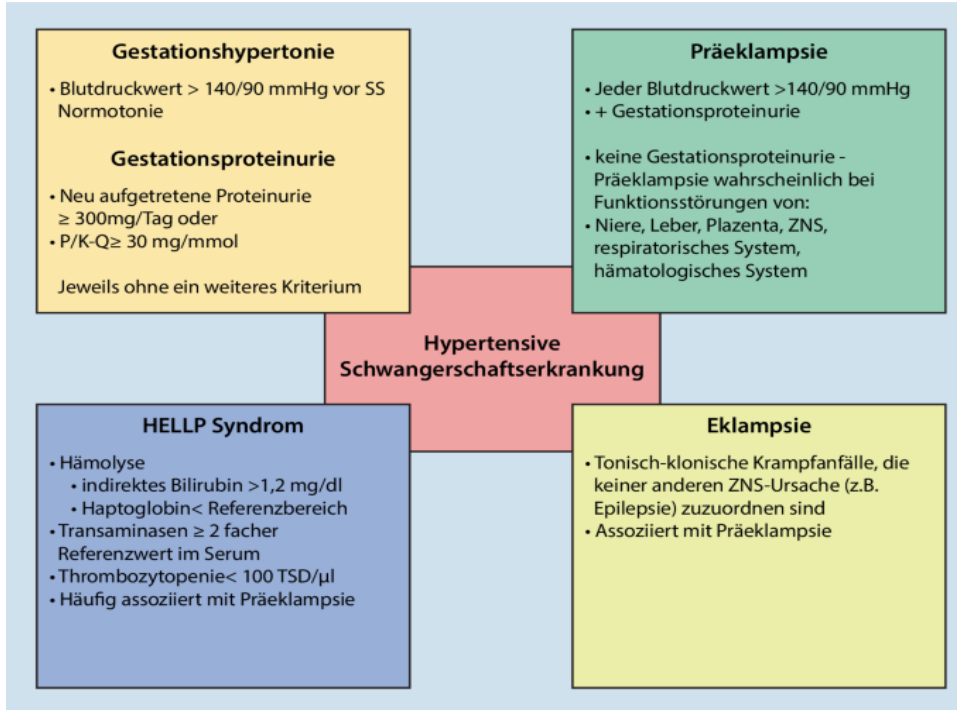 Gestationshypertonie
• Blutdruckwert > 140/90 mmHg vor SS
Normotonie
Gestationsproteinurie
• Neu aufgetretene Proteinurie
≥ 300mg/Tag oder
• P/K-Q≥ 30 mg/mmol
Jeweils ohne ein weiteres Kriterium
Präeklampsie
• Jeder Blutdruckwert >140/90 mmHg
• + Gestationsproteinurie
• keine Gestationsproteinurie -
Präeklampsie wahrscheinlich bei
Funktionsstörungen von:
• Niere, Leber, Plazenta, ZNS,
respiratorisches System,
hämatologisches System
Hypertensive
Schwangerschaftserkrankung
HELLP Syndrom
• Hämolyse
• indirektes Bilirubin >1,2 mg/dl
• Haptoglobin< Referenzbereich
• Transaminasen ≥ 2 facher
Referenzwert im Serum
• Thrombozytopenie< 100 TSD/µl
• Häufig assoziiert mit Präeklampsie
Eklampsie
• Tonisch-klonische Krampfanfälle, die
keiner anderen ZNS-Ursache (z.B.
Epilepsie) zuzuordnen sind
• Assoziiert mit Präeklampsie